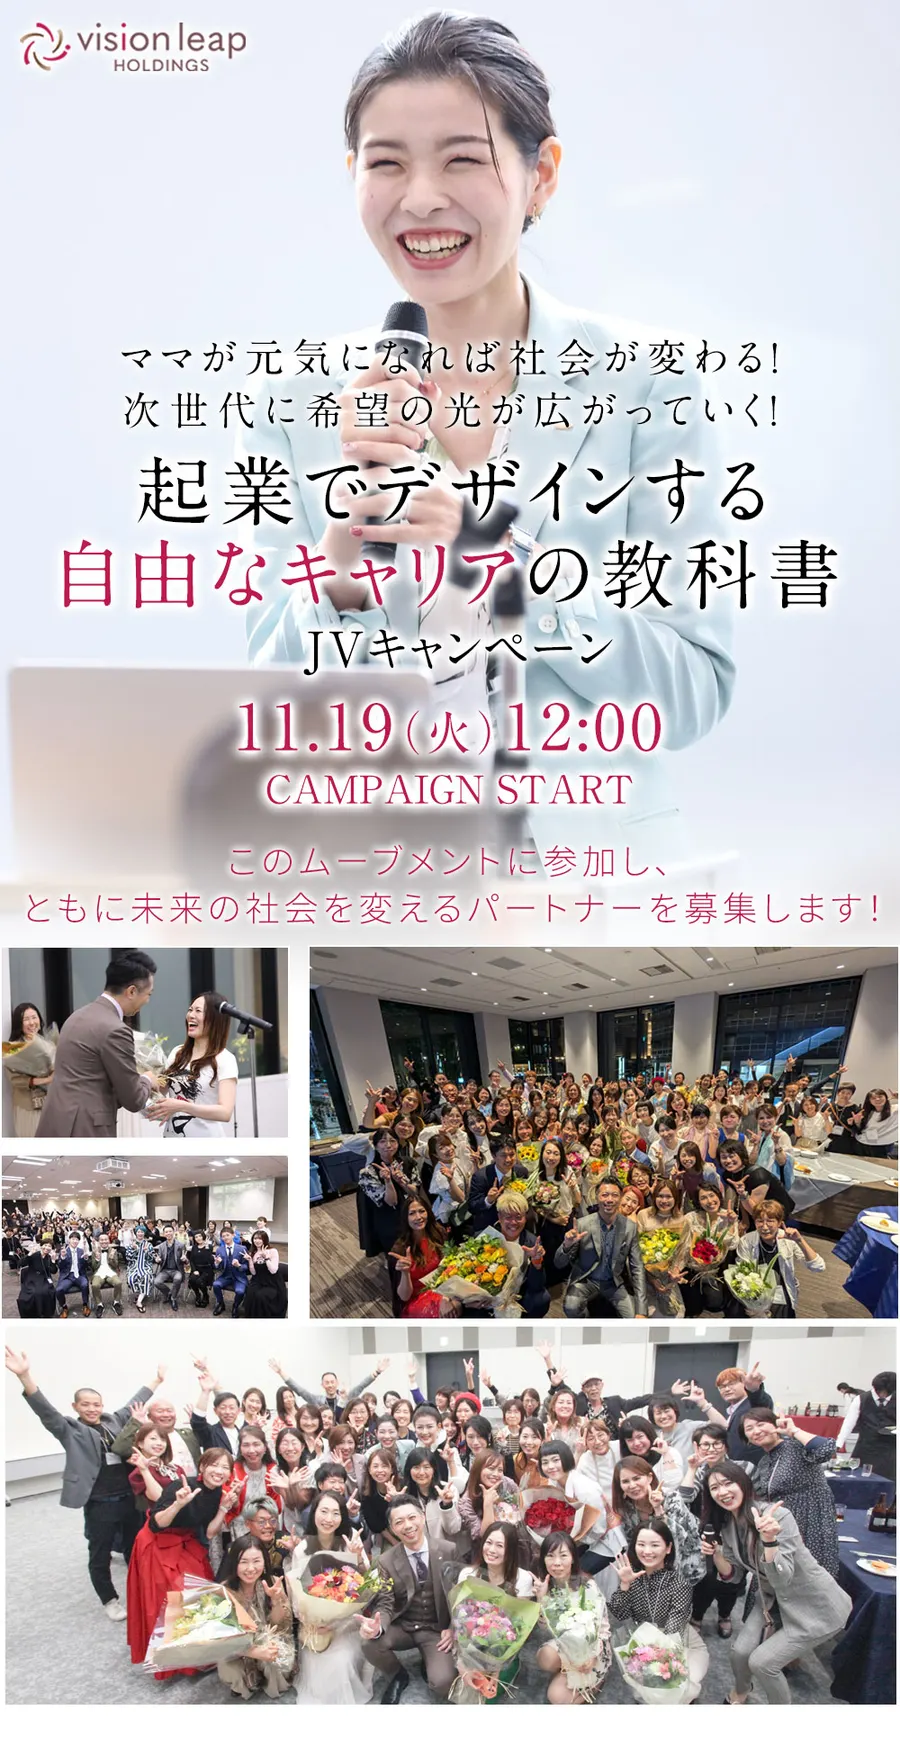 vision leap
HOLDINGS
ママが元気になれば社会が変わる!
次世代に希望の光が広がっていく!
起業でデザインする
自由なキャリアの教科書
JVキャンペーン
11.19(火)12:00
CAMPAIGN START
このムーブメントに参加し、
ともに未来の社会を変えるパートナーを募集します!